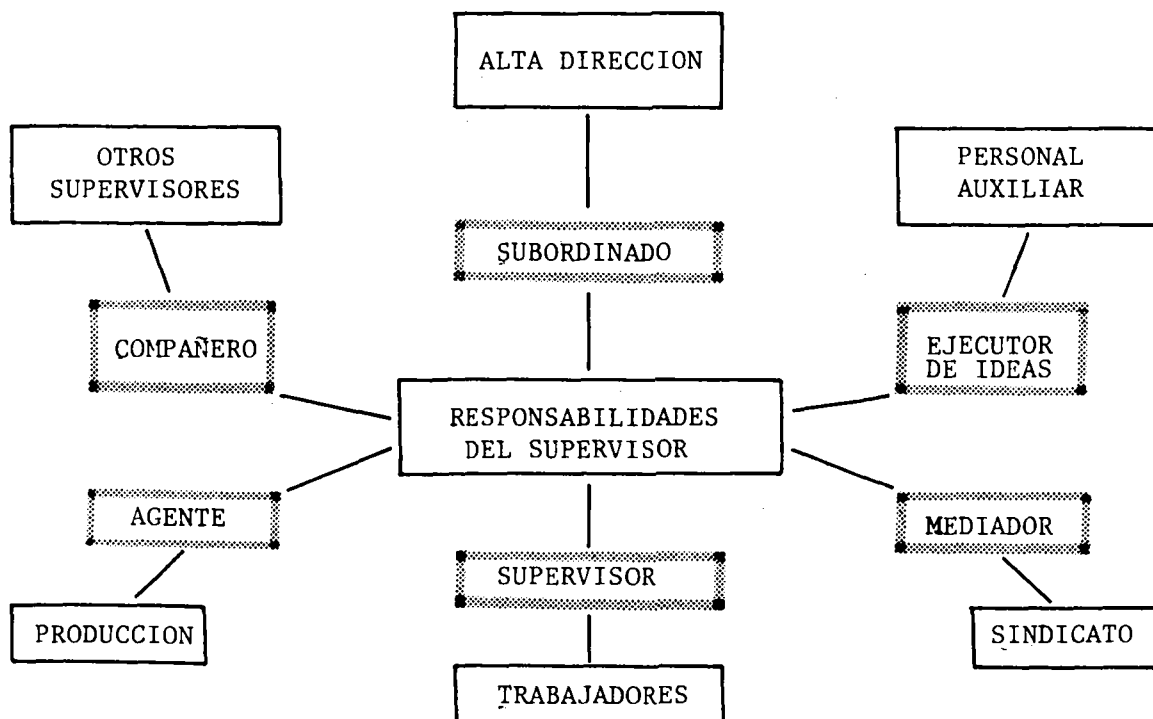 ALTA DIRECCION
OTROS
SUPERVISORES
PERSONAL
AUXILIAR
SUBORDINADO
COMPAÑERO
EJECUTOR
DE IDEAS
RESPONSABILIDADES
DEL SUPERVISOR
AGENTE
MEDIADOR
SUPERVISOR
PRODUCCION
SINDICATO
TRABAJADORES